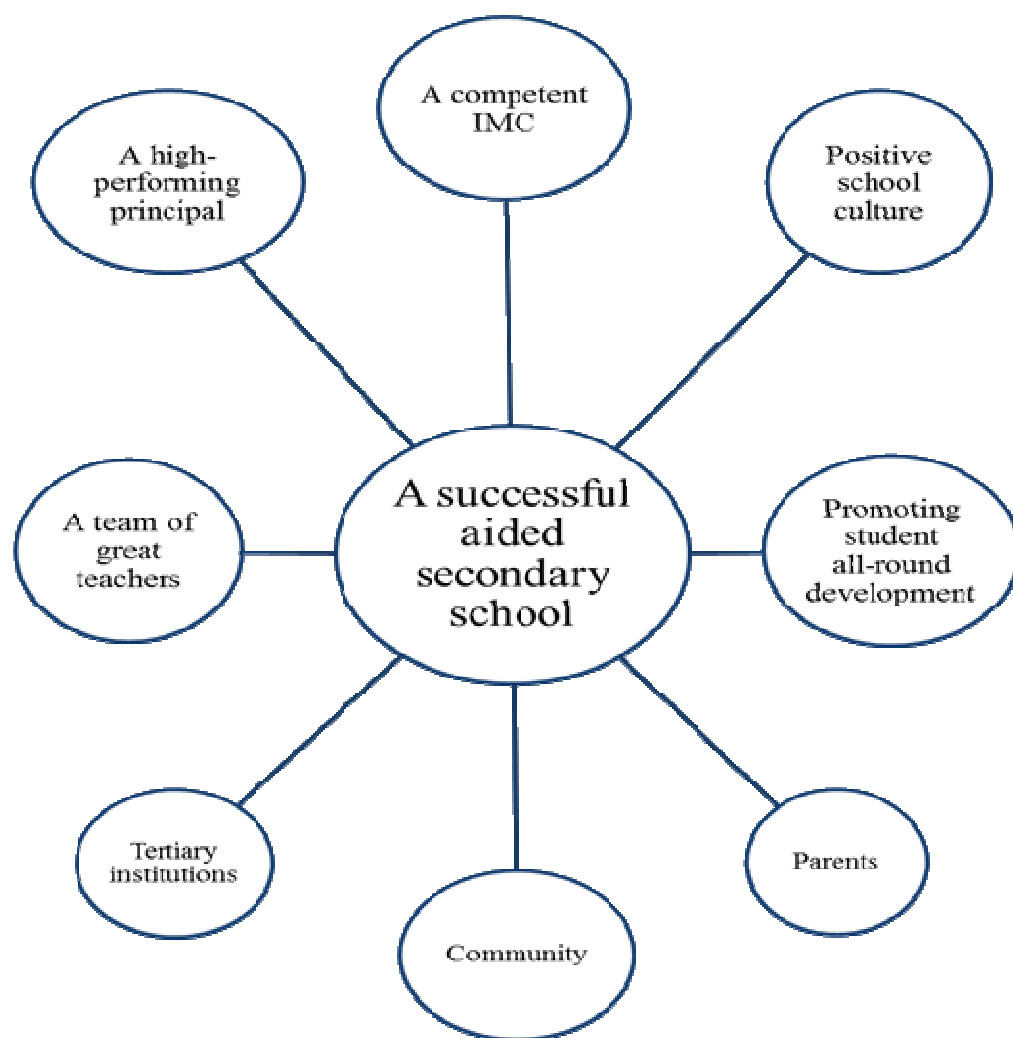 A competent
IMC
A high-
performing
principal
Positive
school
culture
A successful
aided
secondary
school
A team of
great
teachers
Promoting
student
all-round
development
Tertiary
institutions
Community
Parents